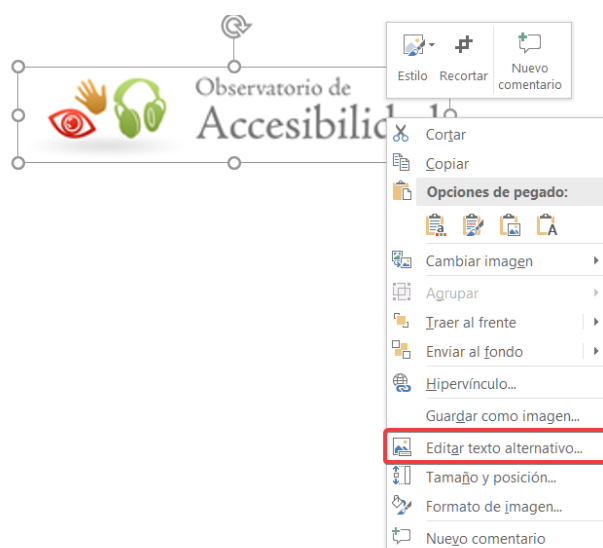 Observatorio de
Estilo
Recortar
Nuevo
comentario
Cortar
Copiar
Opciones de pegado:
Cambiar imagen
Agrupar
Traer al frente
Enviar al fondo
Hipervínculo...
Guardar como imagen...
Editar texto alternativo...
Tamaño y posición...
Formato de imagen...
Nuevo comentario